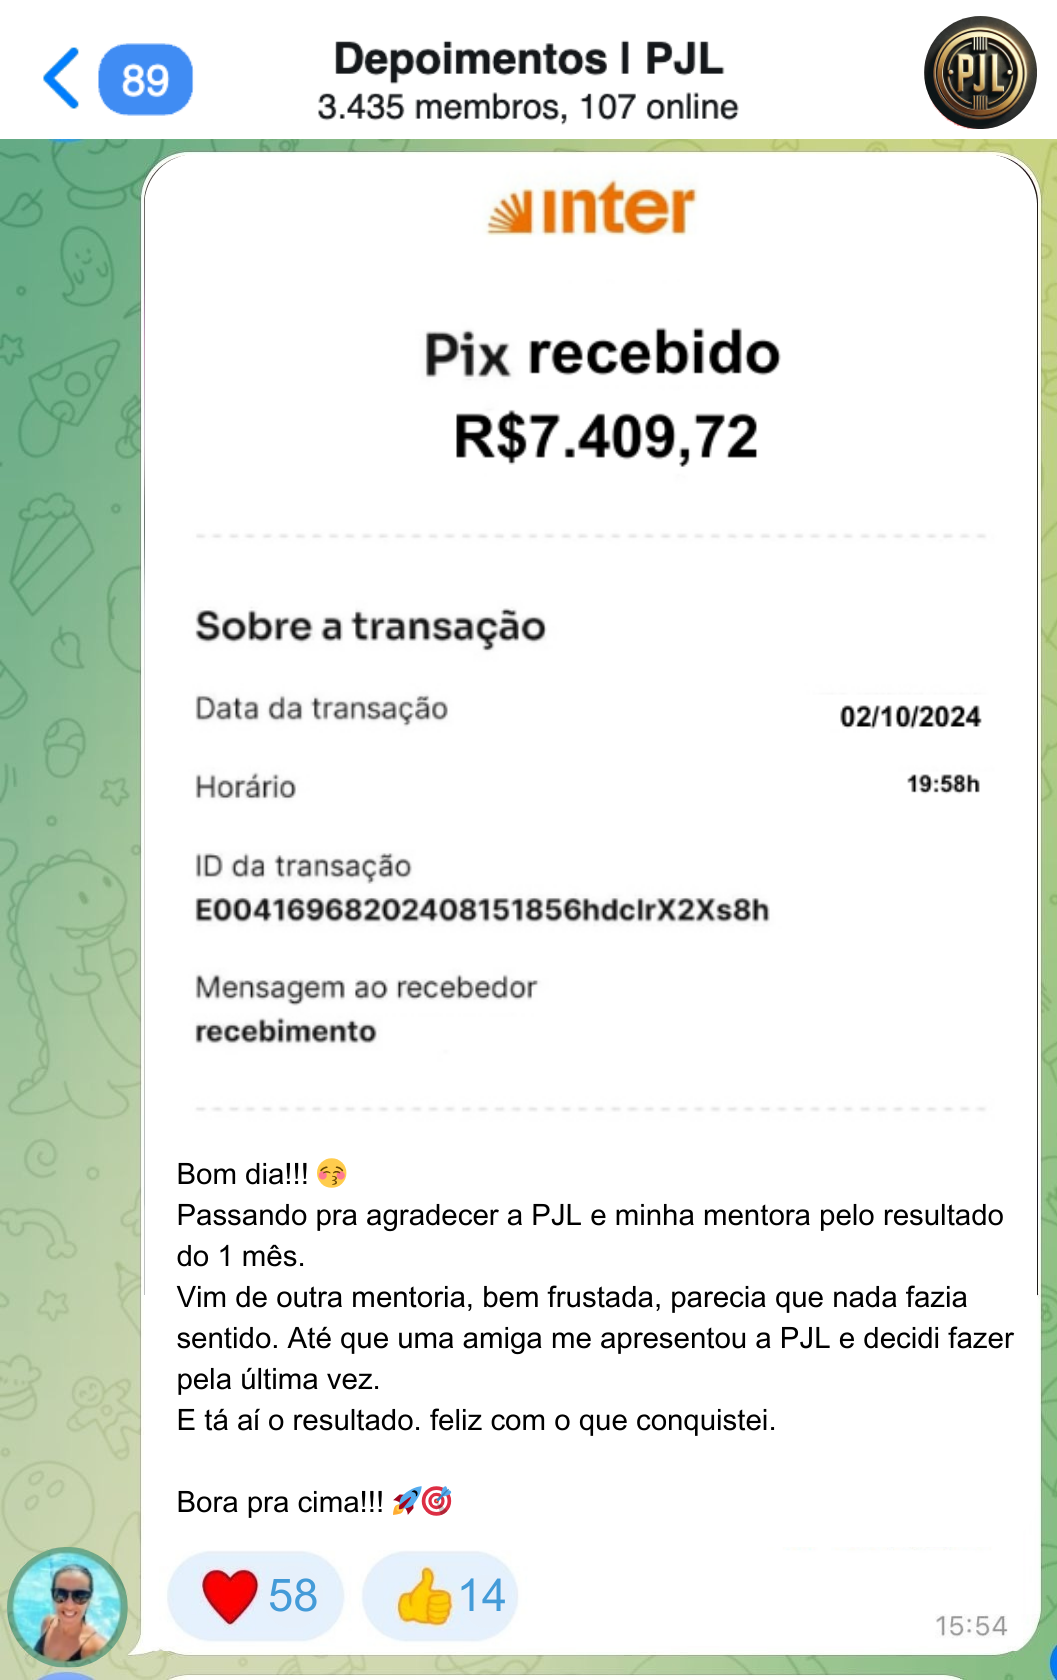 89
Depoimentos | PJL
3.435 membros, 107 online
PJL
inter
Pix recebido
R$7.409,72
Sobre a transação
Data da transação 02/10/2024
Horário 19:58h
ID da transação
E00416968202408151856hdclrX2Xs8h
Mensagem ao recebedor
recebimento
Bom dia!!! 😚
Passando pra agradecer a PJL e minha mentora pelo resultado
do 1 mês.
Vim de outra mentoria, bem frustada, parecia que nada fazia
sentido. Até que uma amiga me apresentou a PJL e decidi fazer
pela última vez.
E tá aí o resultado. feliz com o que conquistei.
Bora pra cima!!! 🚀🎯
❤️ 58 👍 14
15:54